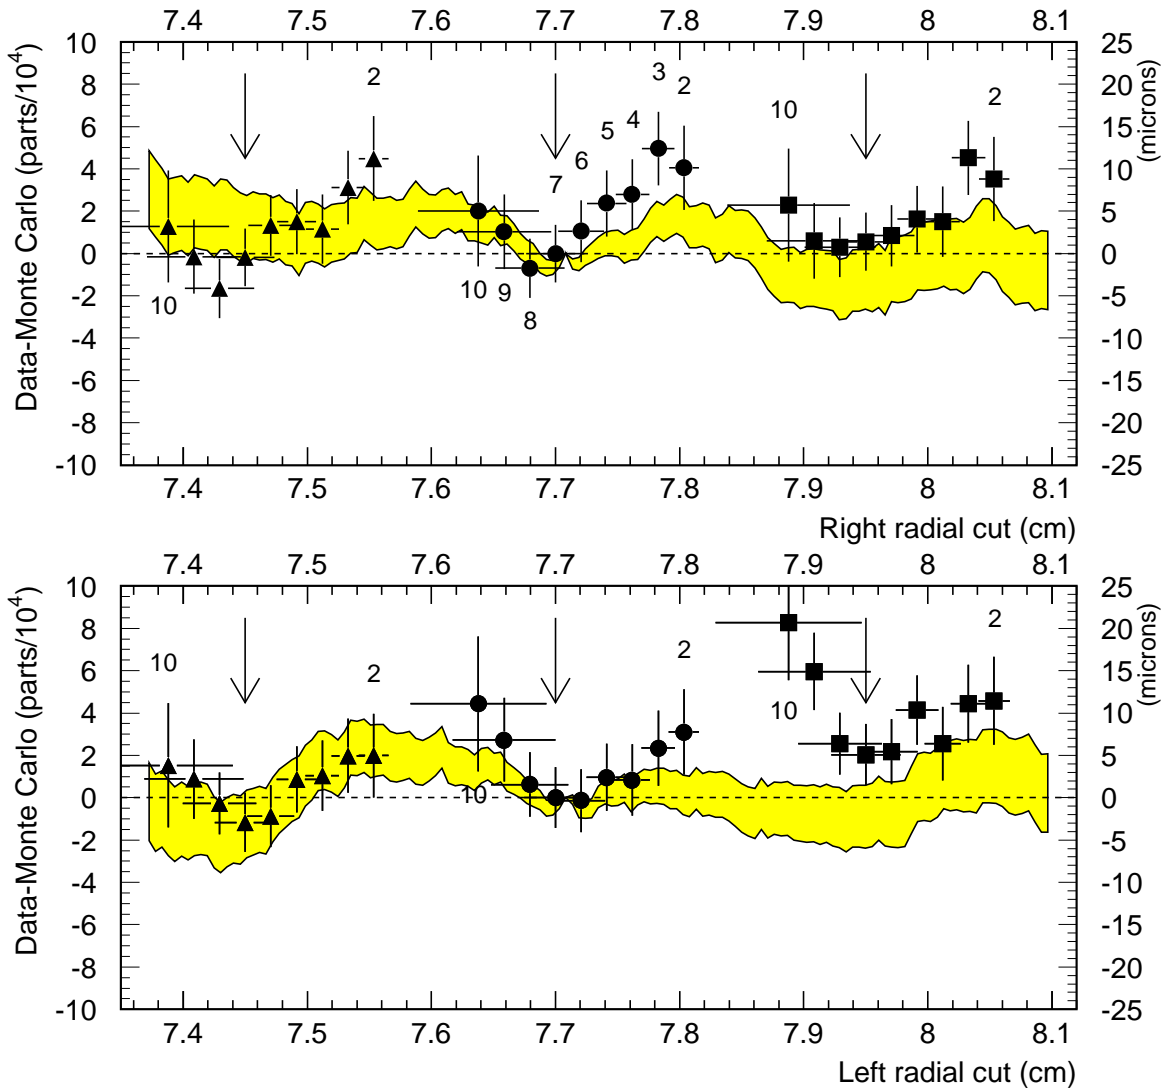 7.4 7.5 7.6 7.7 7.8 7.9 8 8.1
Data-Monte Carlo (parts/10⁴)
10 8 6 4 2 0 -2 -4 -6 -8 -10
25 20 15 10 5 0 -5 -10 -15 -20 -25
(microns)
10 2 10 9 8 7 6 5 4 3 2 10 2
7.4 7.5 7.6 7.7 7.8 7.9 8 8.1
Right radial cut (cm)
7.4 7.5 7.6 7.7 7.8 7.9 8 8.1
Data-Monte Carlo (parts/10⁴)
10 8 6 4 2 0 -2 -4 -6 -8 -10
25 20 15 10 5 0 -5 -10 -15 -20 -25
(microns)
10 2 10 2 10 2
7.4 7.5 7.6 7.7 7.8 7.9 8 8.1
Left radial cut (cm)